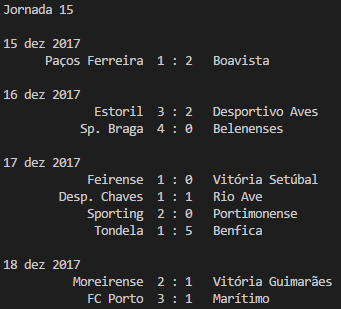 Jornada 15
15 dez 2017
Paços Ferreira 1 : 2 Boavista
16 dez 2017
Estoril 3 : 2 Desportivo Aves
Sp. Braga 4 : 0 Belenenses
17 dez 2017
Feirense 1 : 0 Vitória Setúbal
Desp. Chaves 1 : 1 Rio Ave
Sporting 2 : 0 Portimonense
Tondela 1 : 5 Benfica
18 dez 2017
Moreirense 2 : 1 Vitória Guimarães
FC Porto 3 : 1 Marítimo